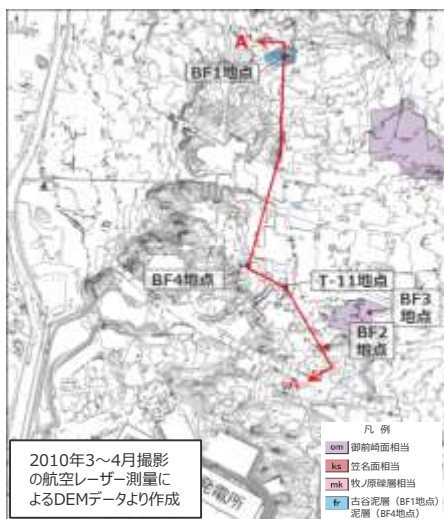 A'
BF1地点
BF4地点
T-11地点
BF3
地点
BF2
地点
A
発電所
2010年3~4月撮影
の航空レーザー測量に
よるDEMデータより作成
凡 例
om 御前崎面相当
ks 笠名面相当
mk 牧ノ原礫層相当
fr 古谷泥層（BF1地点）
泥層（BF4地点）